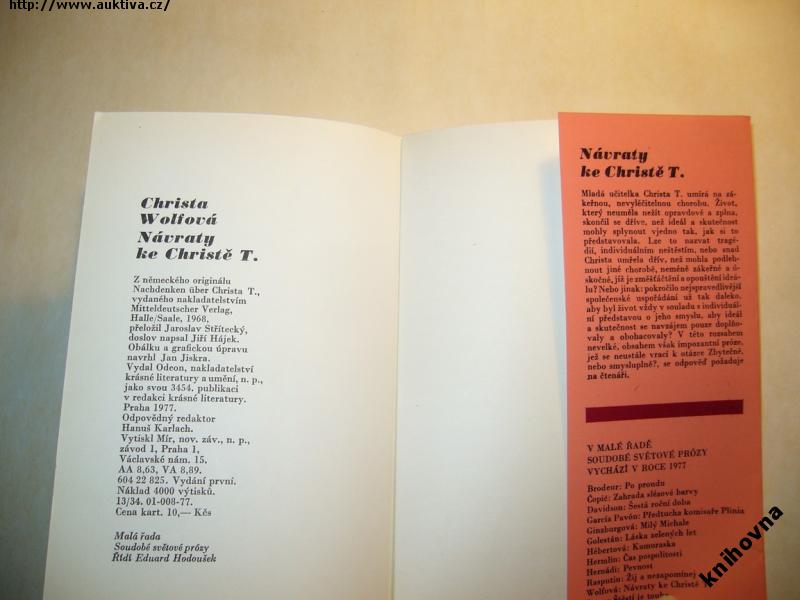 http://www.auktiva.cz/
Christa
Wolfová
Návraty
ke Christě T.
Z německého originálu
Nachdenken über Christa T.,
vydaného nakladatelstvím
Mitteldeutscher Verlag,
Halle/Saale, 1968,
přeložil Jaroslav Střítecký,
doslov napsal Jiří Hájek.
Obálku a grafickou úpravu
navrhl Jan Jiskra.
Vydal Odeon, nakladatelství
krásné literatury a umění, n. p.,
jako svou 3454. publikaci
v redakci krásné literatury.
Praha 1977.
Odpovědný redaktor
Hanuš Karlach.
Vytiskl Mír, nov. záv., n. p.,
závod 1, Praha 1,
Václavské nám. 15.
AA 8,63, VA 8,89.
604 22 825. Vydání první.
Náklad 4000 výtisků.
13/34. 01-008-77.
Cena kart. 10,— Kčs
Malá řada
Soudobé světové prózy
Řídí Eduard Hodoušek
Návraty
ke Christě T.
Mladá učitelka Christa T. umírá na zá-
keřnou, nevyléčitelnou chorobu. Život,
který neuměla nežít opravdově a zplna,
skončil se dříve, než ideál a skutečnost
mohly splynout vjedno tak, jak si to
představovala. Lze to nazvat tragé-
dií, individuálním neštěstím, nebo snad
Christa umřela dřív, než mohla podleh-
nout jiné chorobě, neméně zákeřné a ú-
skočné, jíž je změšťáčtění a opouštění ideá-
lu? Nebo jinak: pokročilo nejspravedlivější
společenské uspořádání už tak daleko,
aby byl život vždy v souladu s individuál-
ní představou o jeho smyslu, aby ideál
a skutečnost se navzájem pouze doplňo-
valy a obohacovaly? V této rozsahem
nevelké, obsahem však impozantní próze,
jež se neustále vrací k otázce Zbytečně,
nebo smysluplně?, se odpověď požaduje
na čtenáři.
V MALÉ ŘADĚ
SOUDOBÉ SVĚTOVÉ PRÓZY
VYCHÁZÍ V ROCE 1977
Brodeur: Po proudu
Ćopić: Zahrada slézové barvy
Davidson: Šestá roční doba
García Pavón: Předtucha komisaře Plinia
Ginzburgová: Milý Michale
Golestán: Láska zelených let
Hébertová: Kamouraska
Hermlin: Čas pospolitosti
Hernádi: Pevnost
Rasputin: Žij a nezapomínej
Wolfová: Návraty ke Christě
Štěstí je touha
knihovna